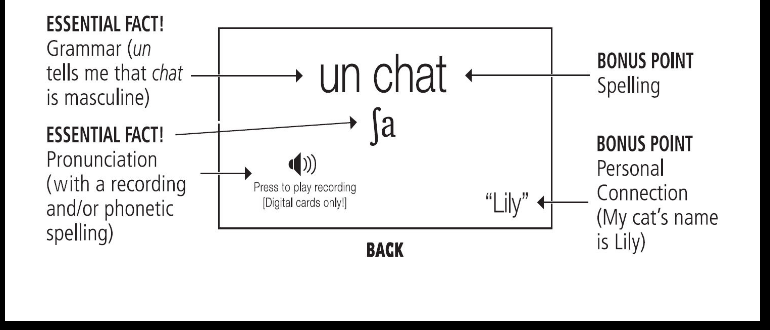 ESSENTIAL FACT!
Grammar (un
tells me that chat
is masculine)
ESSENTIAL FACT!
Pronunciation
(with a recording
and/or phonetic
spelling)
un chat
ʃa
Press to play recording
[Digital cards only!]
“Lily”
BACK
BONUS POINT
Spelling
BONUS POINT
Personal
Connection
(My cat’s name
is Lily)